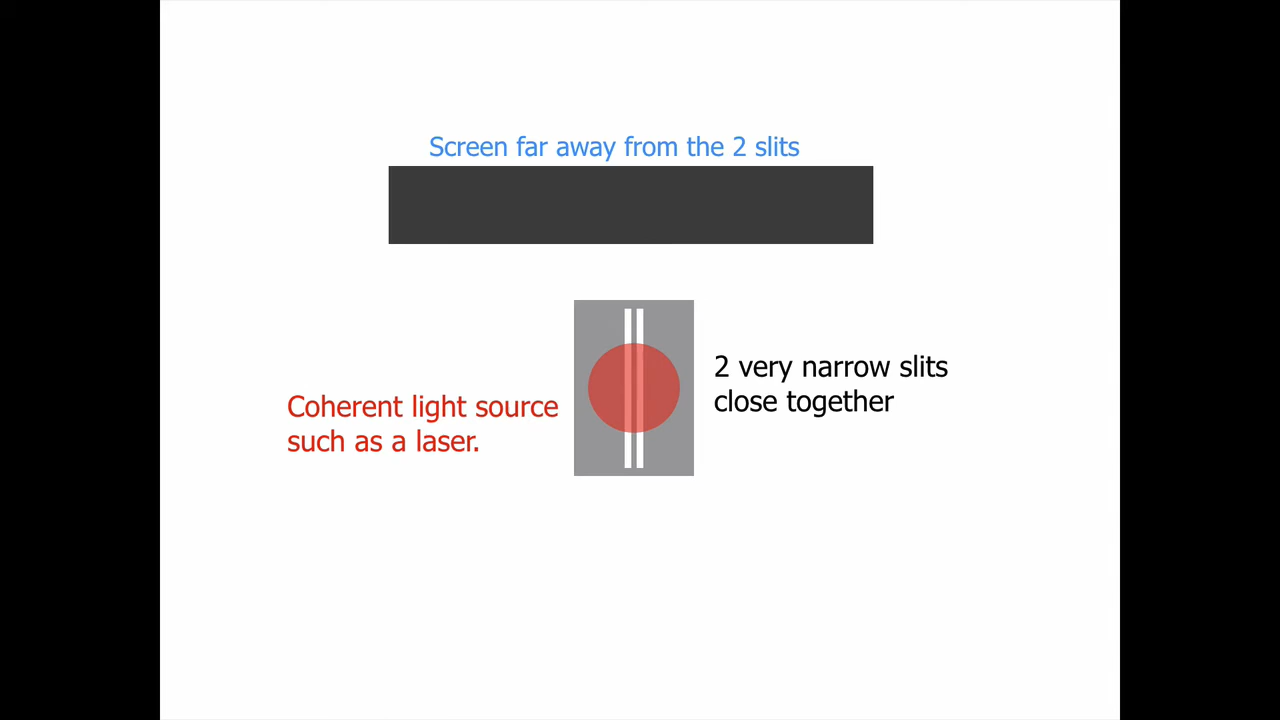 Screen far away from the 2 slits
2 very narrow slits
close together
Coherent light source
such as a laser.